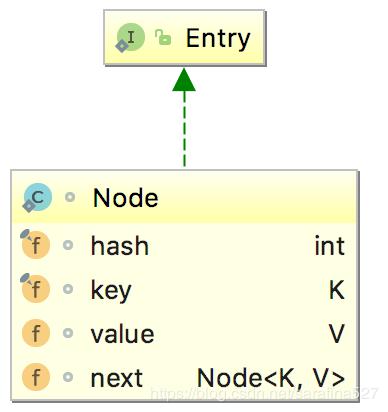 I Entry
C Node
f hash int
f key K
f value V
f next Node<K, V>
https://blog.csdn.net/saratina527